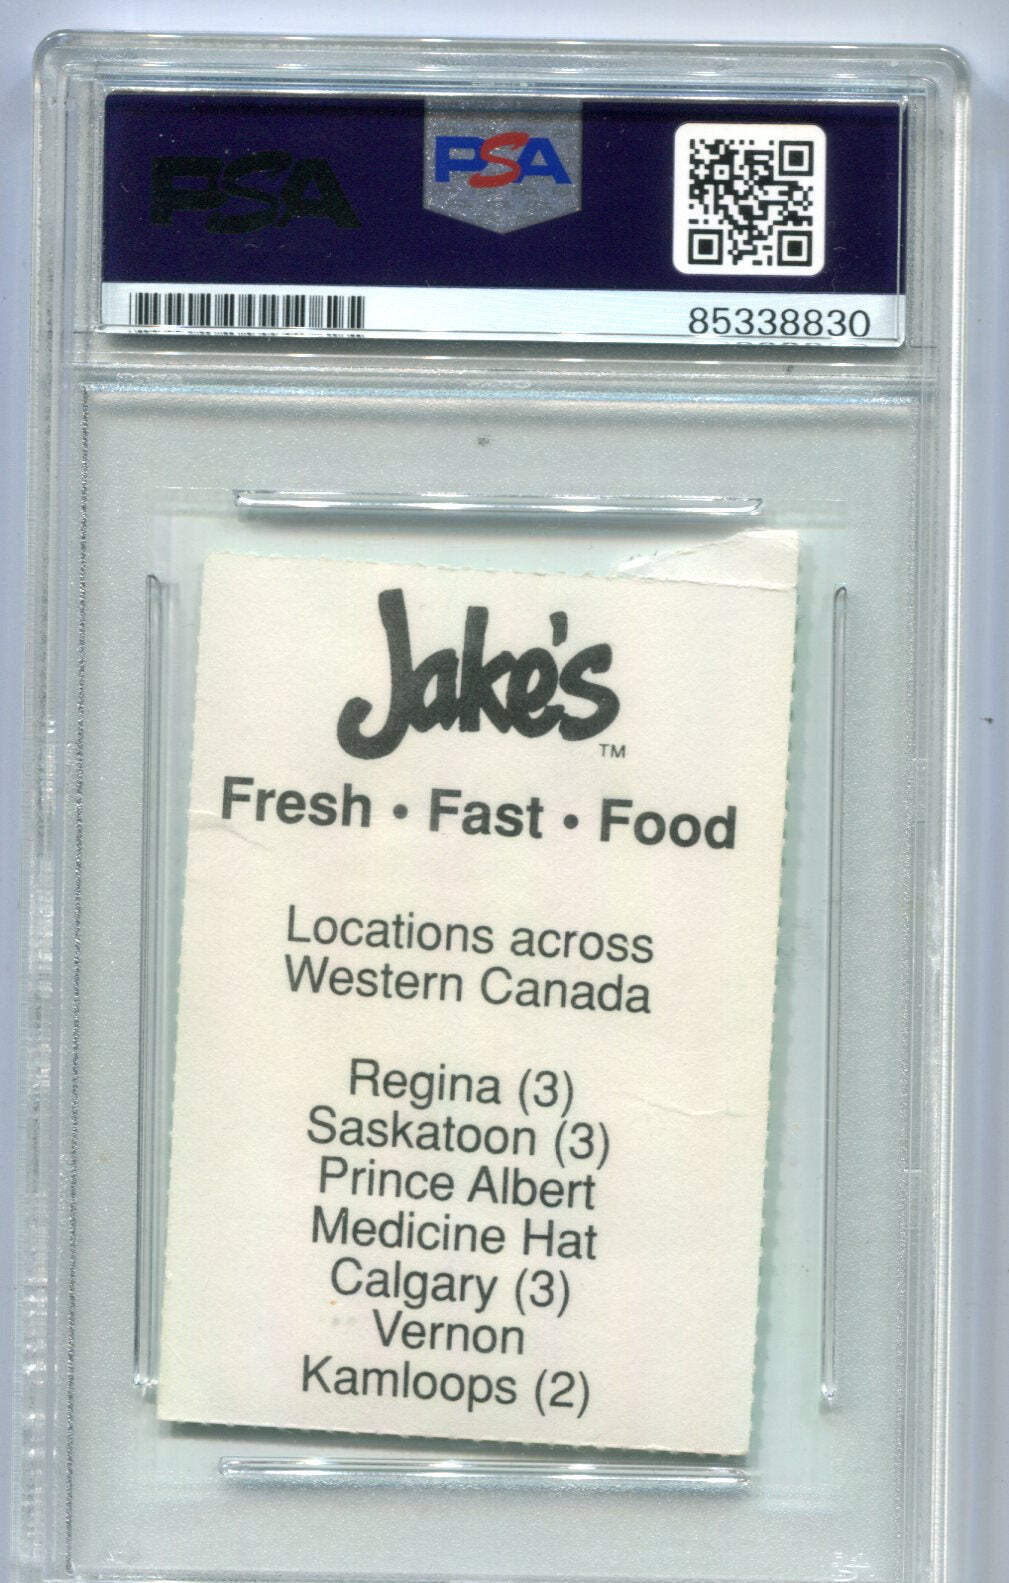 PSA
PSA
85338830
Jake's
TM
Fresh • Fast • Food
Locations across
Western Canada
Regina (3)
Saskatoon (3)
Prince Albert
Medicine Hat
Calgary (3)
Vernon
Kamloops (2)